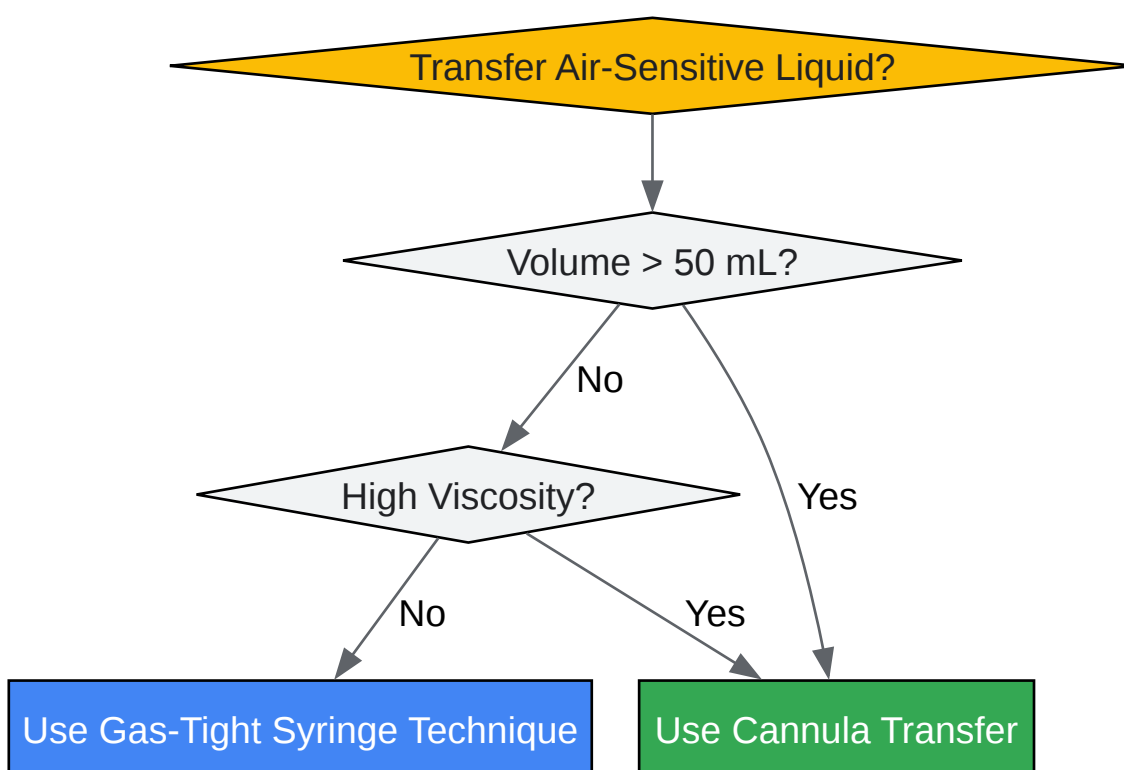 Transfer Air-Sensitive Liquid?
Volume > 50 mL?
No
High Viscosity?
Yes
No
Yes
Use Gas-Tight Syringe Technique
Use Cannula Transfer